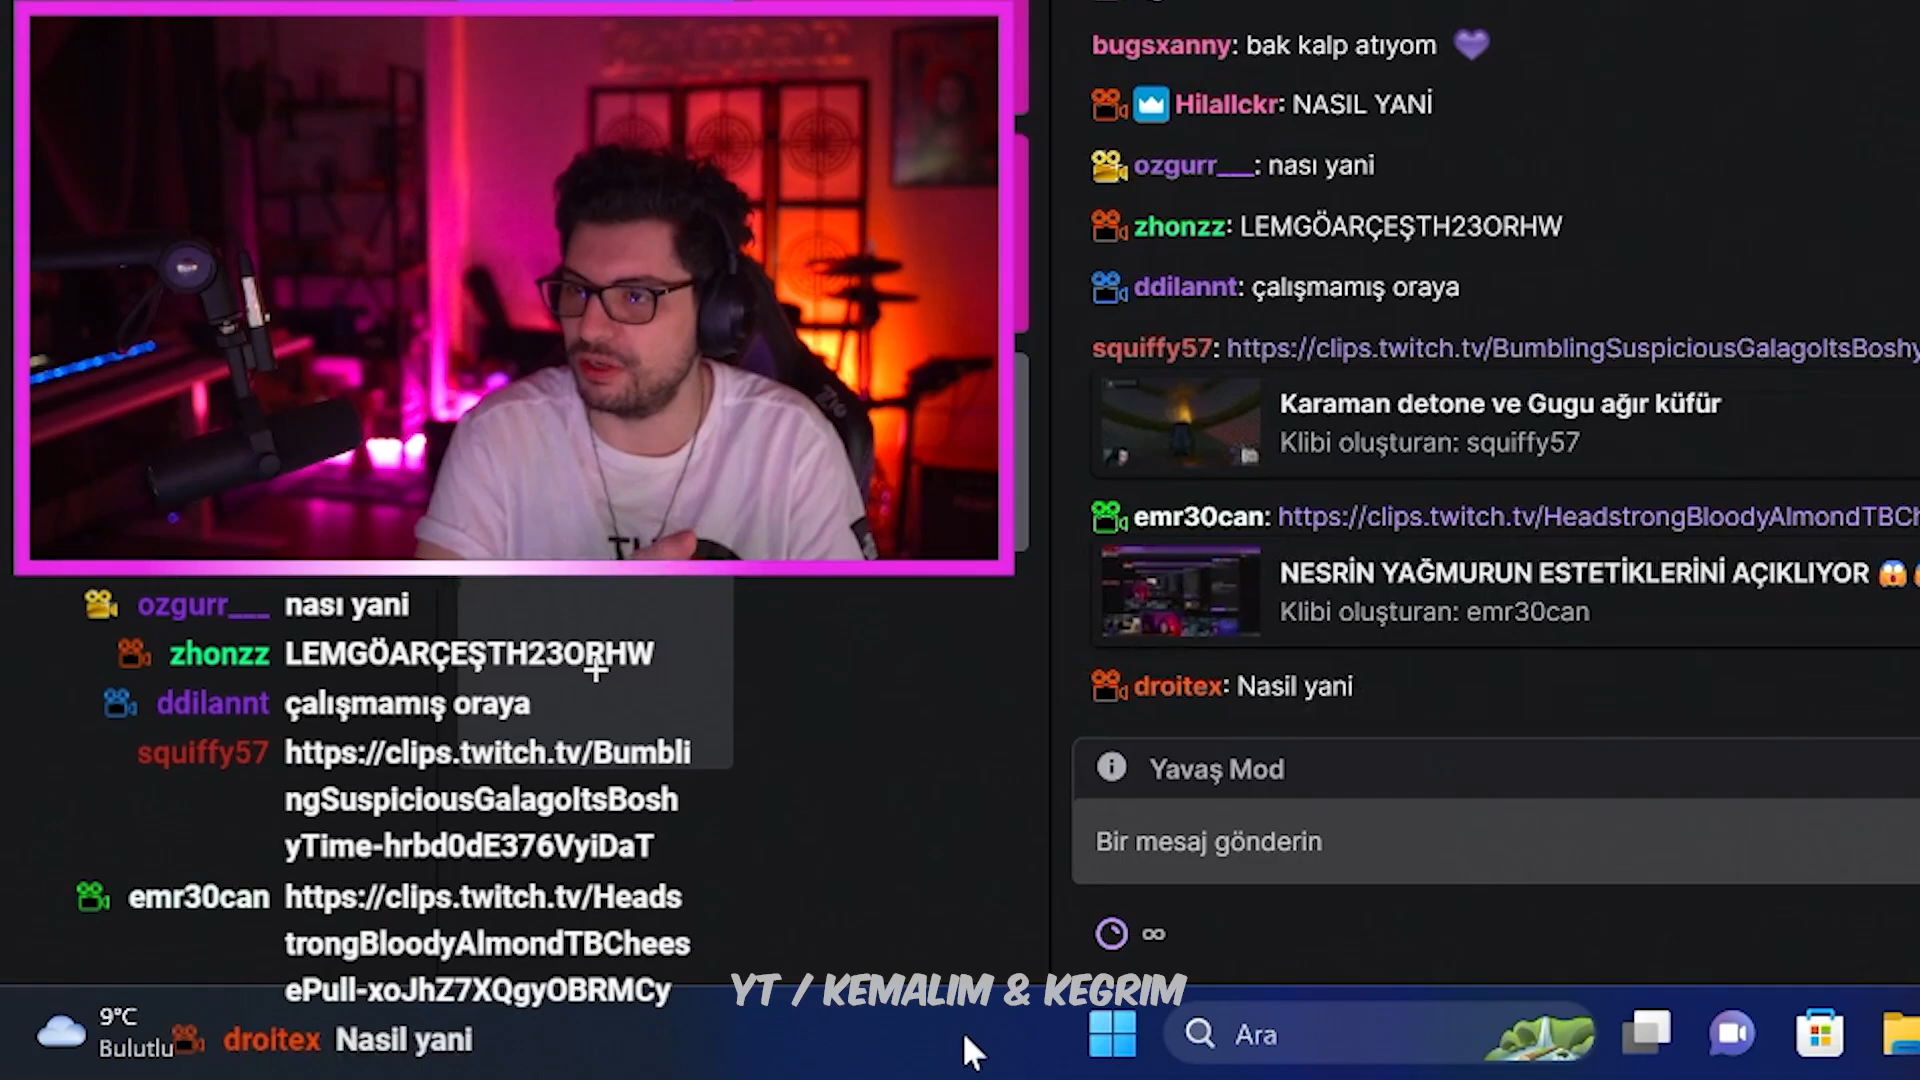 bugsxanny: bak kalp atıyom
Hilallckr: NASIL YANİ
ozgurr___: nası yani
zhonzz: LEMGÖARÇEŞTH23ORHW
ddilannt: çalışmamış oraya
squiffy57: https://clips.twitch.tv/BumblingSuspiciousGalagoItsBoshy
Karaman detone ve Gugu ağır küfür
Klibi oluşturan: squiffy57
emr30can: https://clips.twitch.tv/HeadstrongBloodyAlmondTBCh
NESRİN YAĞMURUN ESTETİKLERİNİ AÇIKLIYOR
Klibi oluşturan: emr30can
droitex: Nasil yani
Yavaş Mod
Bir mesaj gönderin
ozgurr___ nası yani
zhonzz LEMGÖARÇEŞTH23ORHW
ddilannt çalışmamış oraya
squiffy57 https://clips.twitch.tv/Bumbli
ngSuspiciousGalagoItsBosh
yTime-hrbd0dE376VyiDaT
emr30can https://clips.twitch.tv/Heads
trongBloodyAlmondTBChees
ePull-xoJhZ7XQgyOBRMCy
droitex Nasil yani
YT / KEMALIM & KEGRIM
9°C
Bulutlu
Ara